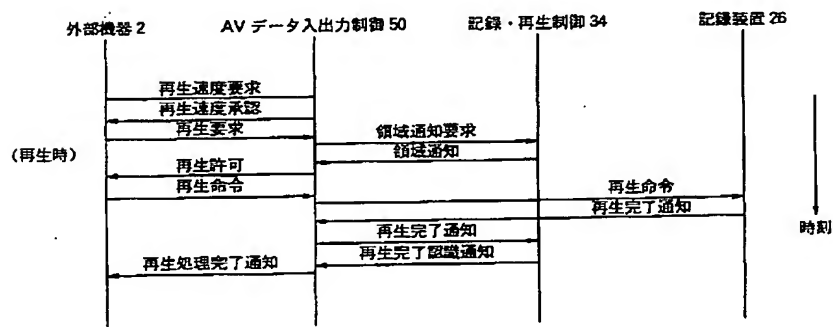 外部機器 2
AV データ入出力制御 50
記録・再生制御 34
記録装置 26
再生速度要求
再生速度承認
再生要求
領域通知要求
(再生時)
領域通知
再生許可
再生命令
再生命令
再生完了通知
時刻
再生完了通知
再生完了認識通知
再生処理完了通知